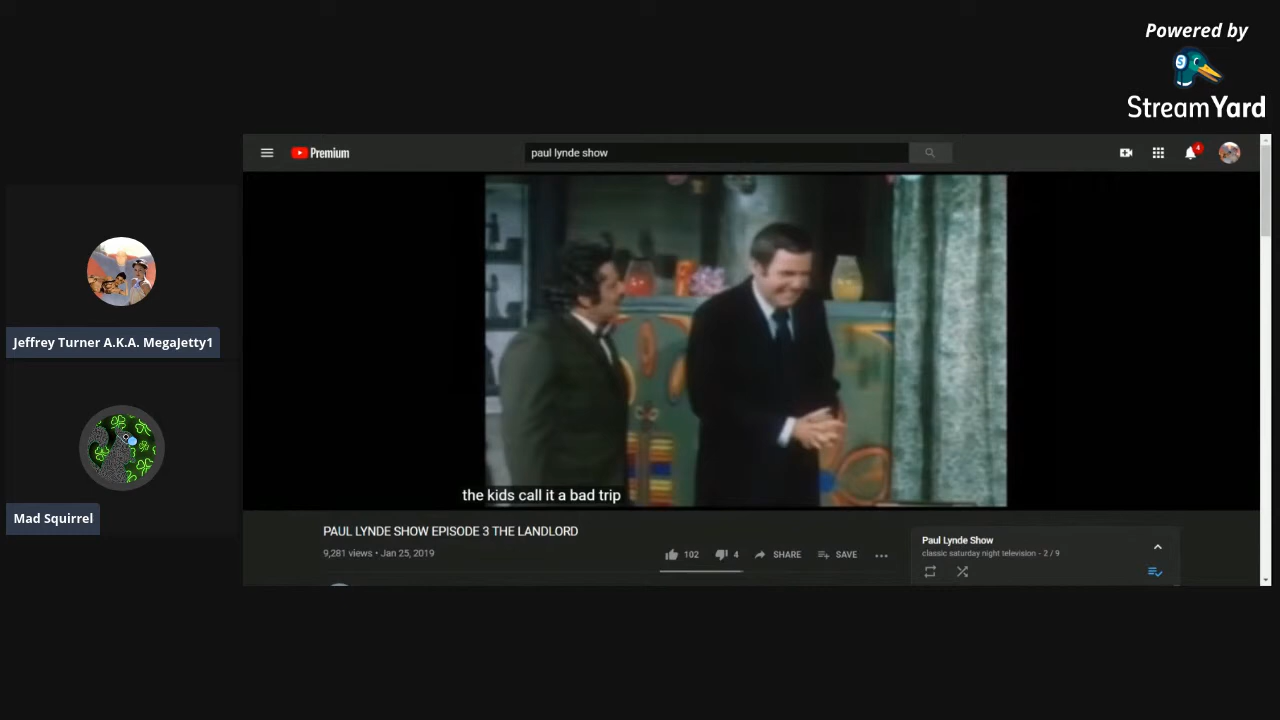 Powered by
StreamYard
Premium
paul lynde show
4
Jeffrey Turner A.K.A. MegaJetty1
Mad Squirrel
the kids call it a bad trip
PAUL LYNDE SHOW EPISODE 3 THE LANDLORD
9,281 views • Jan 25, 2019
102
4
SHARE
SAVE
Paul Lynde Show
classic saturday night television - 2 / 9